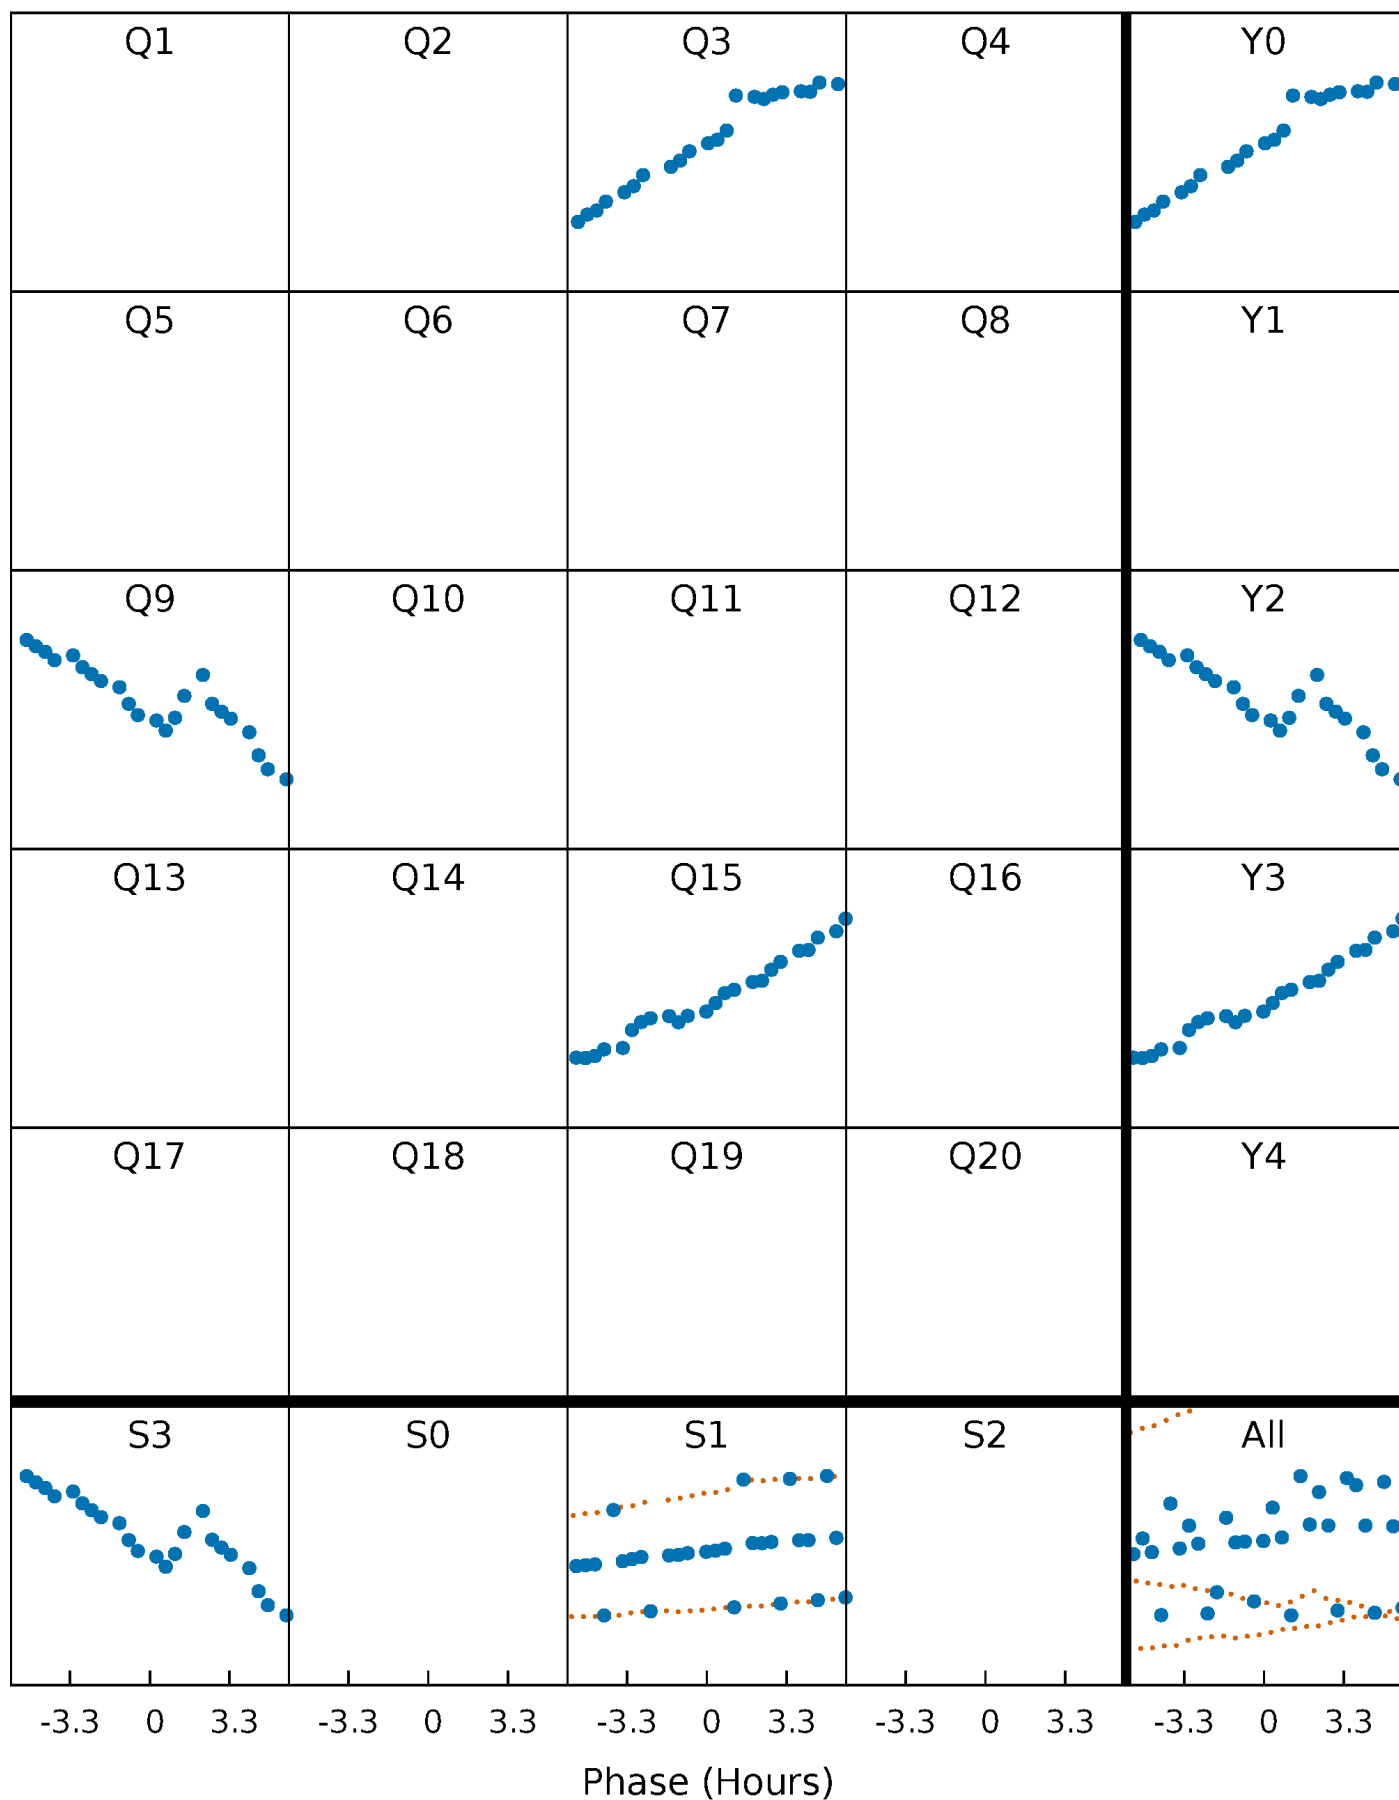 Q1 Q2 Q3 Q4 Y0
Q5 Q6 Q7 Q8 Y1
Q9 Q10 Q11 Q12 Y2
Q13 Q14 Q15 Q16 Y3
Q17 Q18 Q19 Q20 Y4
S3 S0 S1 S2 All
-3.3 0 3.3 -3.3 0 3.3 -3.3 0 3.3 -3.3 0 3.3 -3.3 0 3.3
Phase (Hours)